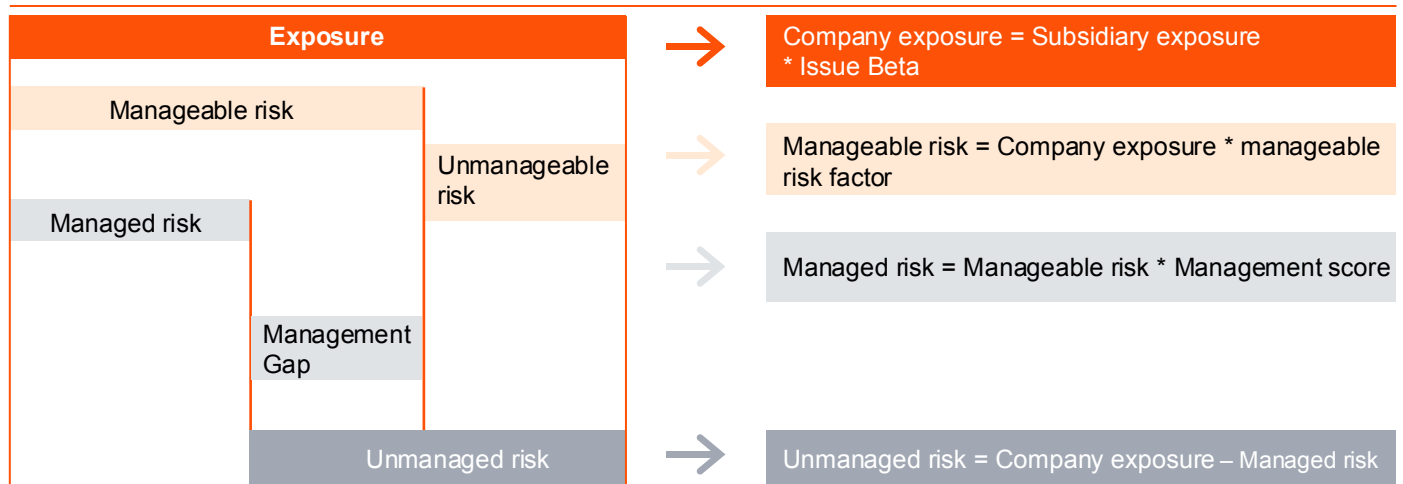 Exposure
Company exposure = Subsidiary exposure
* Issue Beta
Manageable risk
Manageable risk = Company exposure * manageable
risk factor
Unmanageable
risk
Managed risk
Managed risk = Manageable risk * Management score
Management
Gap
Unmanaged risk
Unmanaged risk = Company exposure – Managed risk